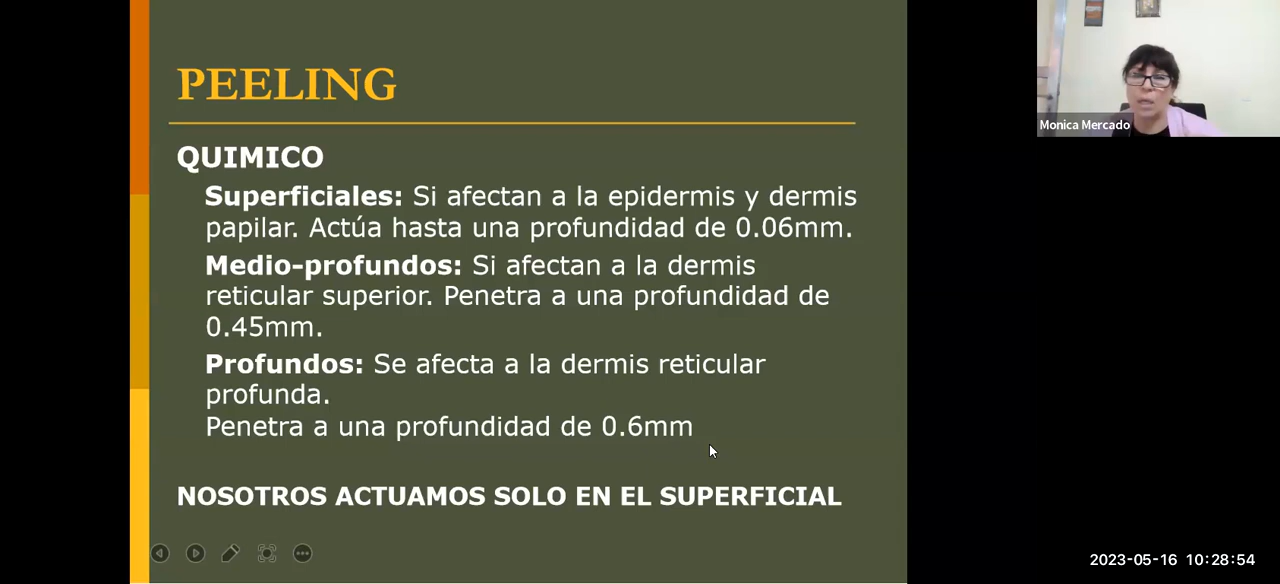 PEELING
QUIMICO
Superficiales: Si afectan a la epidermis y dermis
papilar. Actúa hasta una profundidad de 0.06mm.
Medio-profundos: Si afectan a la dermis
reticular superior. Penetra a una profundidad de
0.45mm.
Profundos: Se afecta a la dermis reticular
profunda.
Penetra a una profundidad de 0.6mm
NOSOTROS ACTUAMOS SOLO EN EL SUPERFICIAL
Monica Mercado
2023-05-16 10:28:54